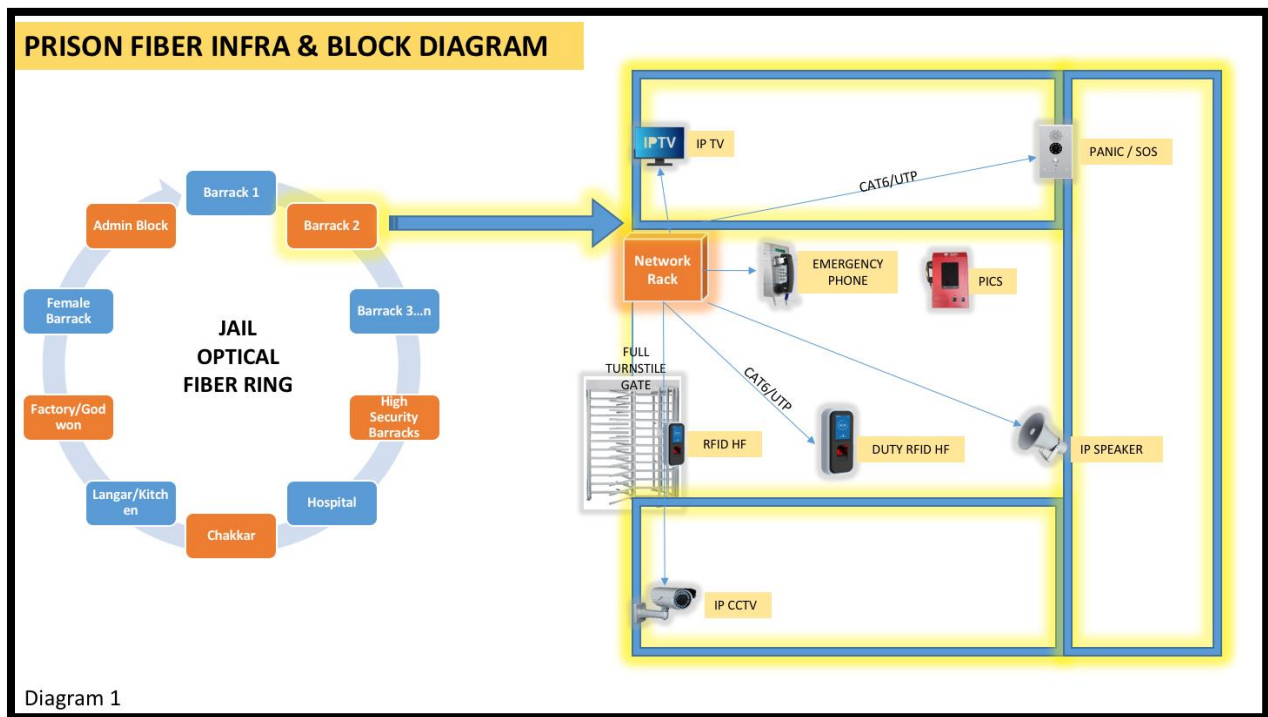 PRISON FIBER INFRA & BLOCK DIAGRAM
Barrack 1
Admin Block
Barrack 2
Female
Barrack
Barrack 3...n
JAIL
OPTICAL
FIBER RING
Factory/God
won
High
Security
Barracks
Langar/Kitch
en
Hospital
Chakkar
IPTV
IP TV
PANIC / SOS
CAT6/UTP
Network
Rack
EMERGENCY
PHONE
PICS
FULL
TURNSTILE
GATE
CAT6/UTP
RFID HF
DUTY RFID HF
IP SPEAKER
IP CCTV
Diagram 1